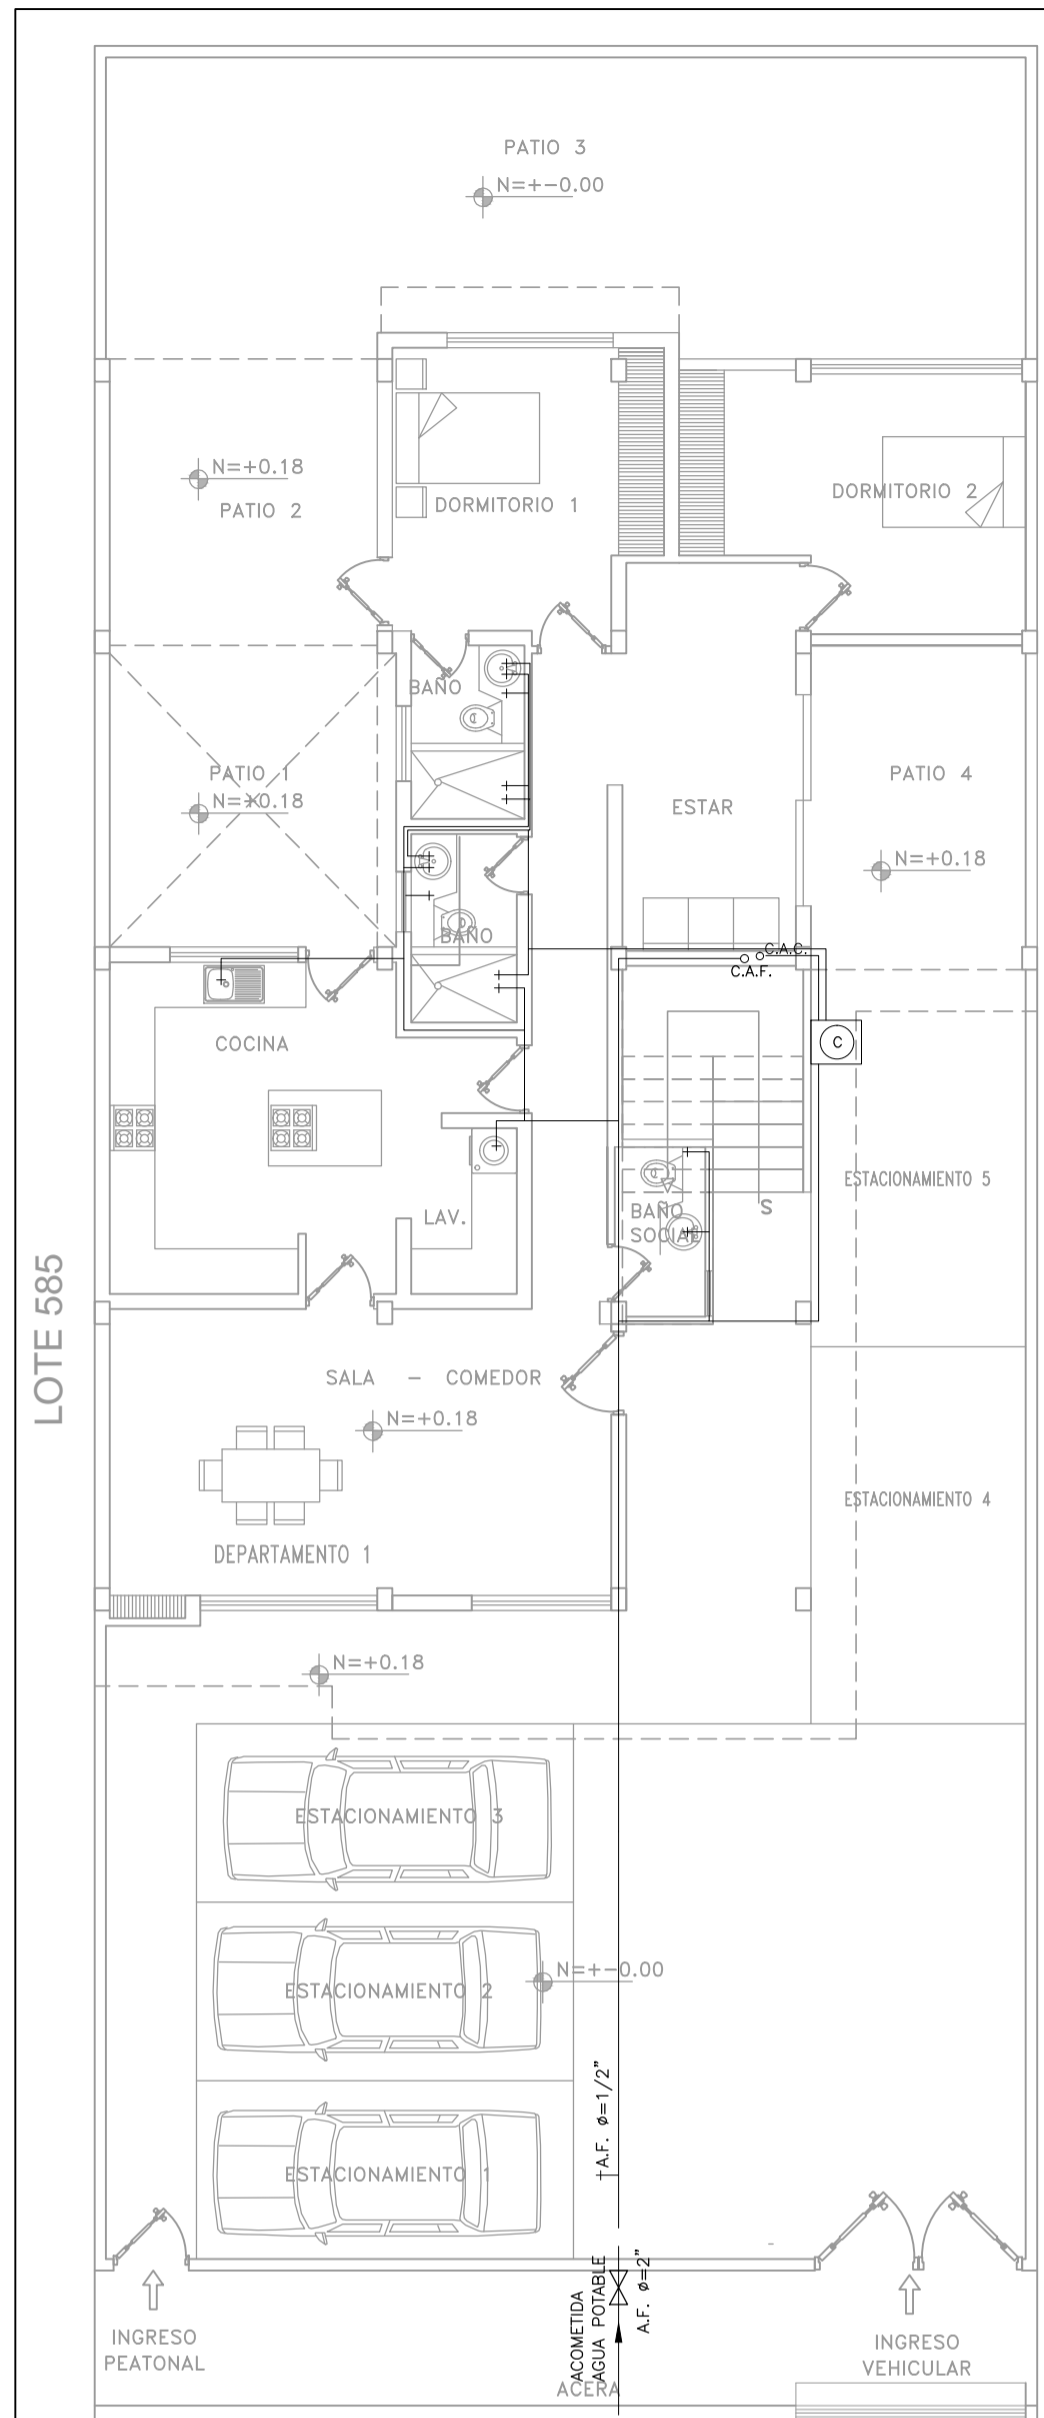 PATIO 3
N=+-0.00
N=+0.18
PATIO 2
DORMITORIO 1
DORMITORIO 2
BAÑO
PATIO 1
N=+0.18
ESTAR
PATIO 4
N=+0.18
BAÑO
C.A.C.
C.A.F.
COCINA
C
ESTACIONAMIENTO 5
LAV.
BAÑO
SOCIAL
S
LOTE 585
SALA - COMEDOR
N=+0.18
ESTACIONAMIENTO 4
DEPARTAMENTO 1
N=+0.18
ESTACIONAMIENTO 3
N=+-0.00
ESTACIONAMIENTO 2
A.F. ø=1/2"
ESTACIONAMIENTO 1
ACOMETIDA
AGUA POTABLE
A.F. ø=2"
INGRESO
PEATONAL
INGRESO
VEHICULAR
ACERA